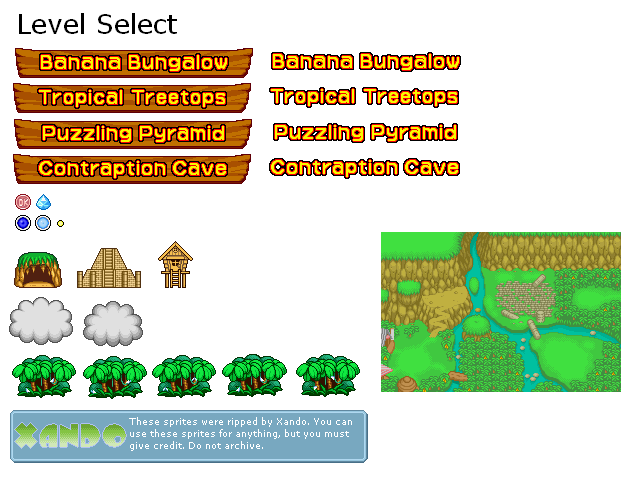 Level Select
Banana Bungalow Banana Bungalow
Tropical Treetops Tropical Treetops
Puzzling Pyramid Puzzling Pyramid
Contraption Cave Contraption Cave
OK
XANDO
These sprites were ripped by Xando. You can
use these sprites for anything, but you must
give credit. Do not archive.